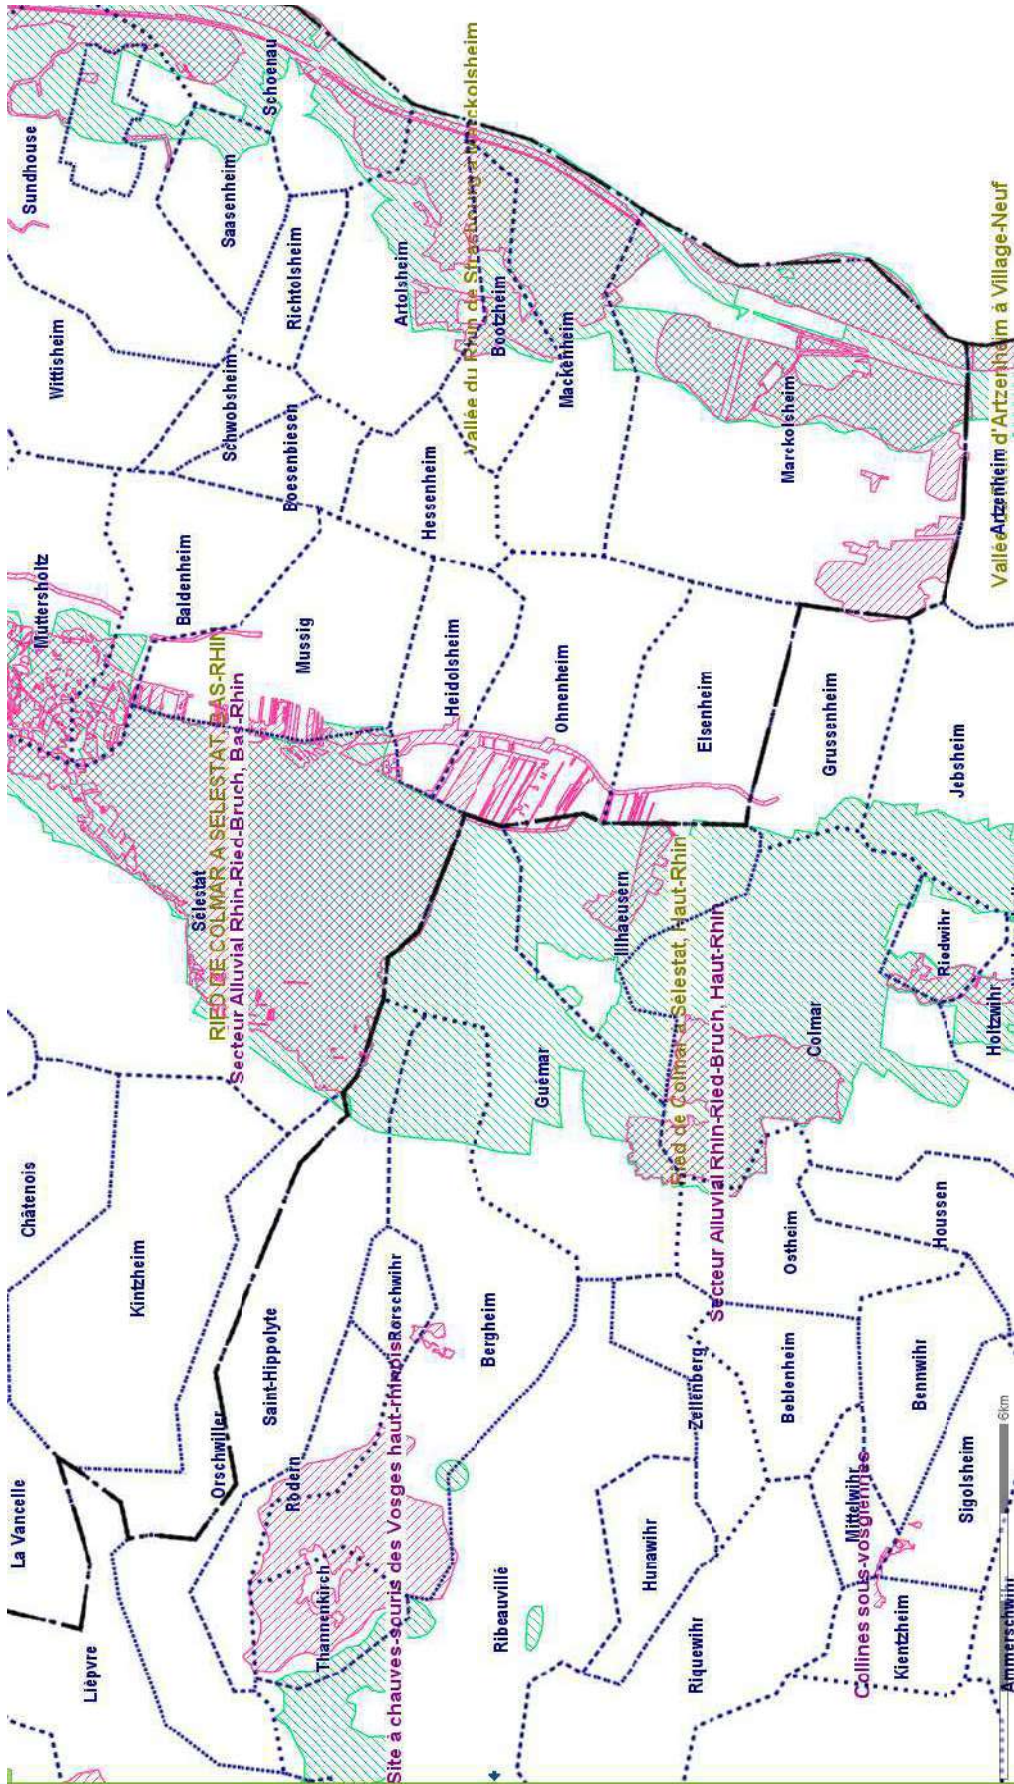 La Vancelle
Châtenois
Sélestat
Muttersholtz
Wittisheim
Sundhouse
Lièpvre
Kintzheim
Baldenheim
Orschwiller
RIED DE COLMAR A SELESTAT, BAS-RHIN
Secteur Alluvial Rhin-Ried-Bruch, Bas-Rhin
Schwobsheim
Saasenheim
Schoenau
Saint-Hippolyte
Rodern
Mussig
Boesenbiesen
Richtolsheim
Thannenkirch
Rorschwihr
Site à chauves-souris des Vosges haut-rhinois
Heidolsheim
Hessenheim
Artolsheim
Vallée du Rhin de Strasbourg à Marckolsheim
Bergheim
Bootzheim
Ribeauvillé
Guémar
Ohnenheim
Mackenheim
Illhaeusern
Hunawihr
Ried de Colmar à Sélestat, Haut-Rhin
Riquewihr
Zellenberg
Elsenheim
Secteur Alluvial Rhin-Ried-Bruch, Haut-Rhin
Beblenheim
Ostheim
Colmar
Marckolsheim
Grussenheim
Mittelwihr
Collines sous-vosgiennes
Kientzheim
Bennwihr
Houssen
Riedwihr
Jebsheim
Sigolsheim
Holtzwihr
Artzenheim
d'Artzenheim à Village-Neuf
Ammerschwihr
6km